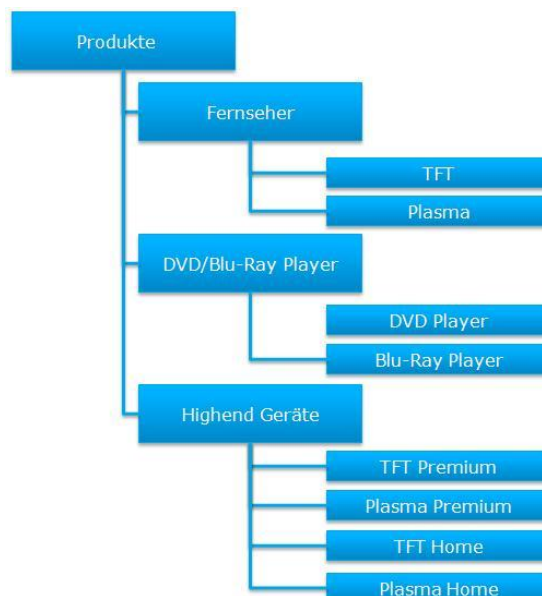 Produkte
Fernseher
TFT
Plasma
DVD/Blu-Ray Player
DVD Player
Blu-Ray Player
Highend Geräte
TFT Premium
Plasma Premium
TFT Home
Plasma Home